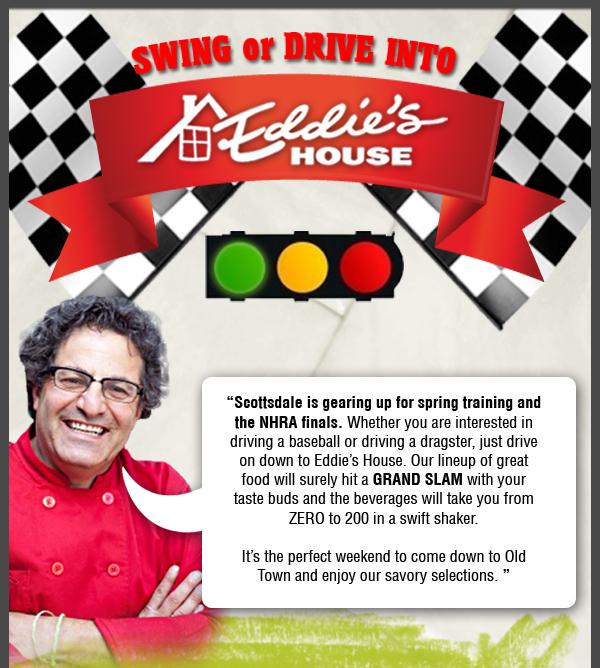 SWING or DRIVE INTO
Eddie's
HOUSE
“Scottsdale is gearing up for spring training and
the NHRA finals. Whether you are interested in
driving a baseball or driving a dragster, just drive
on down to Eddie’s House. Our lineup of great
food will surely hit a GRAND SLAM with your
taste buds and the beverages will take you from
ZERO to 200 in a swift shaker.
It’s the perfect weekend to come down to Old
Town and enjoy our savory selections. ”